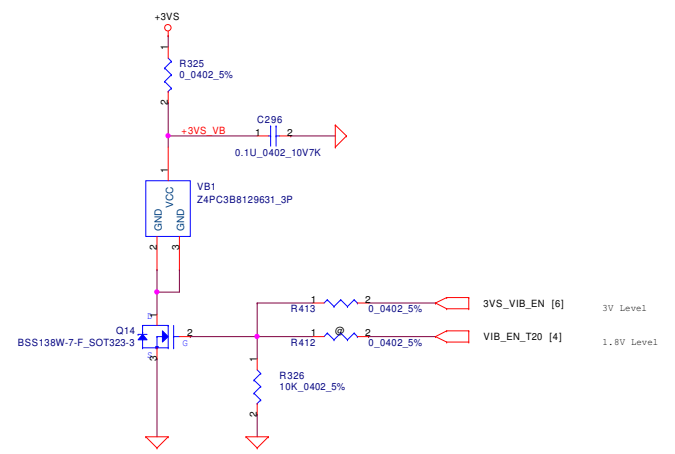 +3VS
1
R325
0_0402_5%
2
C296
+3VS_VB
1
2
0.1U_0402_10V7K
1
VB1
Z4PC3B8129631_3P
VCC
GND
GND
2
3
1
2
3VS_VIB_EN [6]
3V Level
R413
0_0402_5%
1
D
Q14
BSS138W-7-F_SOT323-3
2
G
S
3
1
@
2
VIB_EN_T20 [4]
1.8V Level
R412
0_0402_5%
1
R326
10K_0402_5%
2